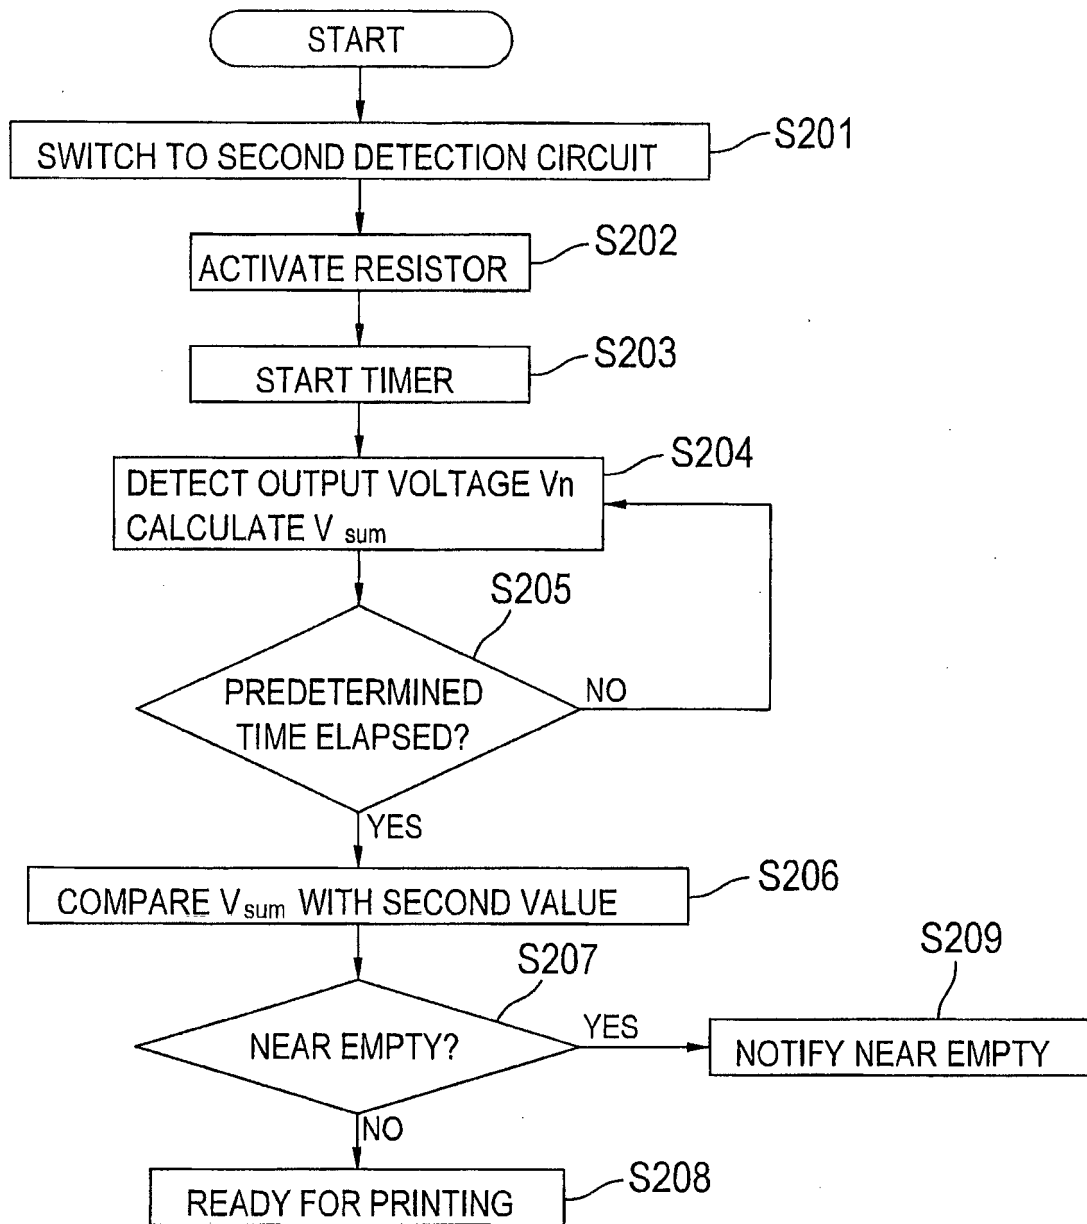 START
S201
SWITCH TO SECOND DETECTION CIRCUIT
S202
ACTIVATE RESISTOR
S203
START TIMER
S204
DETECT OUTPUT VOLTAGE Vn
CALCULATE V sum
S205
PREDETERMINED
TIME ELAPSED?
NO
YES
S206
COMPARE Vsum WITH SECOND VALUE
S207
S209
NEAR EMPTY?
YES
NOTIFY NEAR EMPTY
NO
S208
READY FOR PRINTING